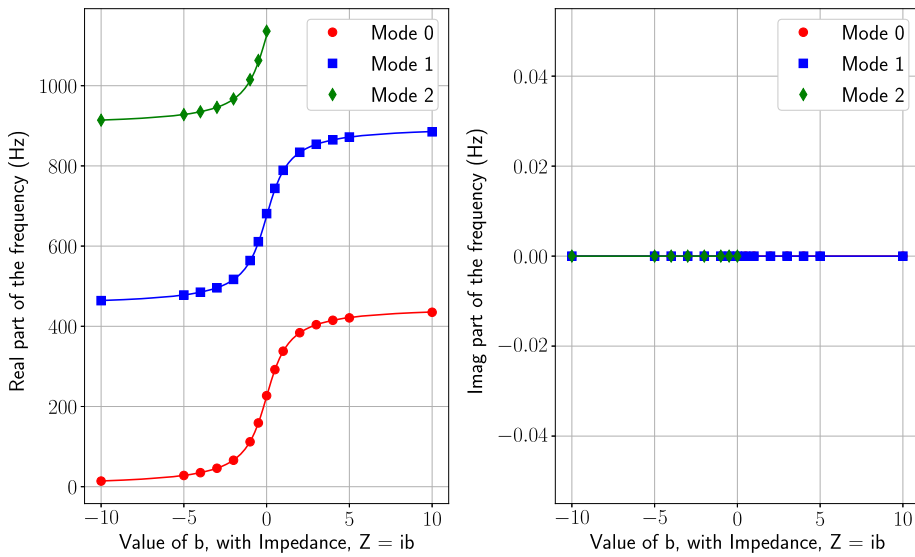 Real part of the frequency (Hz)
1000
800
600
400
200
0
−10
−5
0
5
10
Value of b, with Impedance, Z = ib
Mode 0
Mode 1
Mode 2
Imag part of the frequency (Hz)
0.04
0.02
0.00
−0.02
−0.04
−10
−5
0
5
10
Value of b, with Impedance, Z = ib
Mode 0
Mode 1
Mode 2